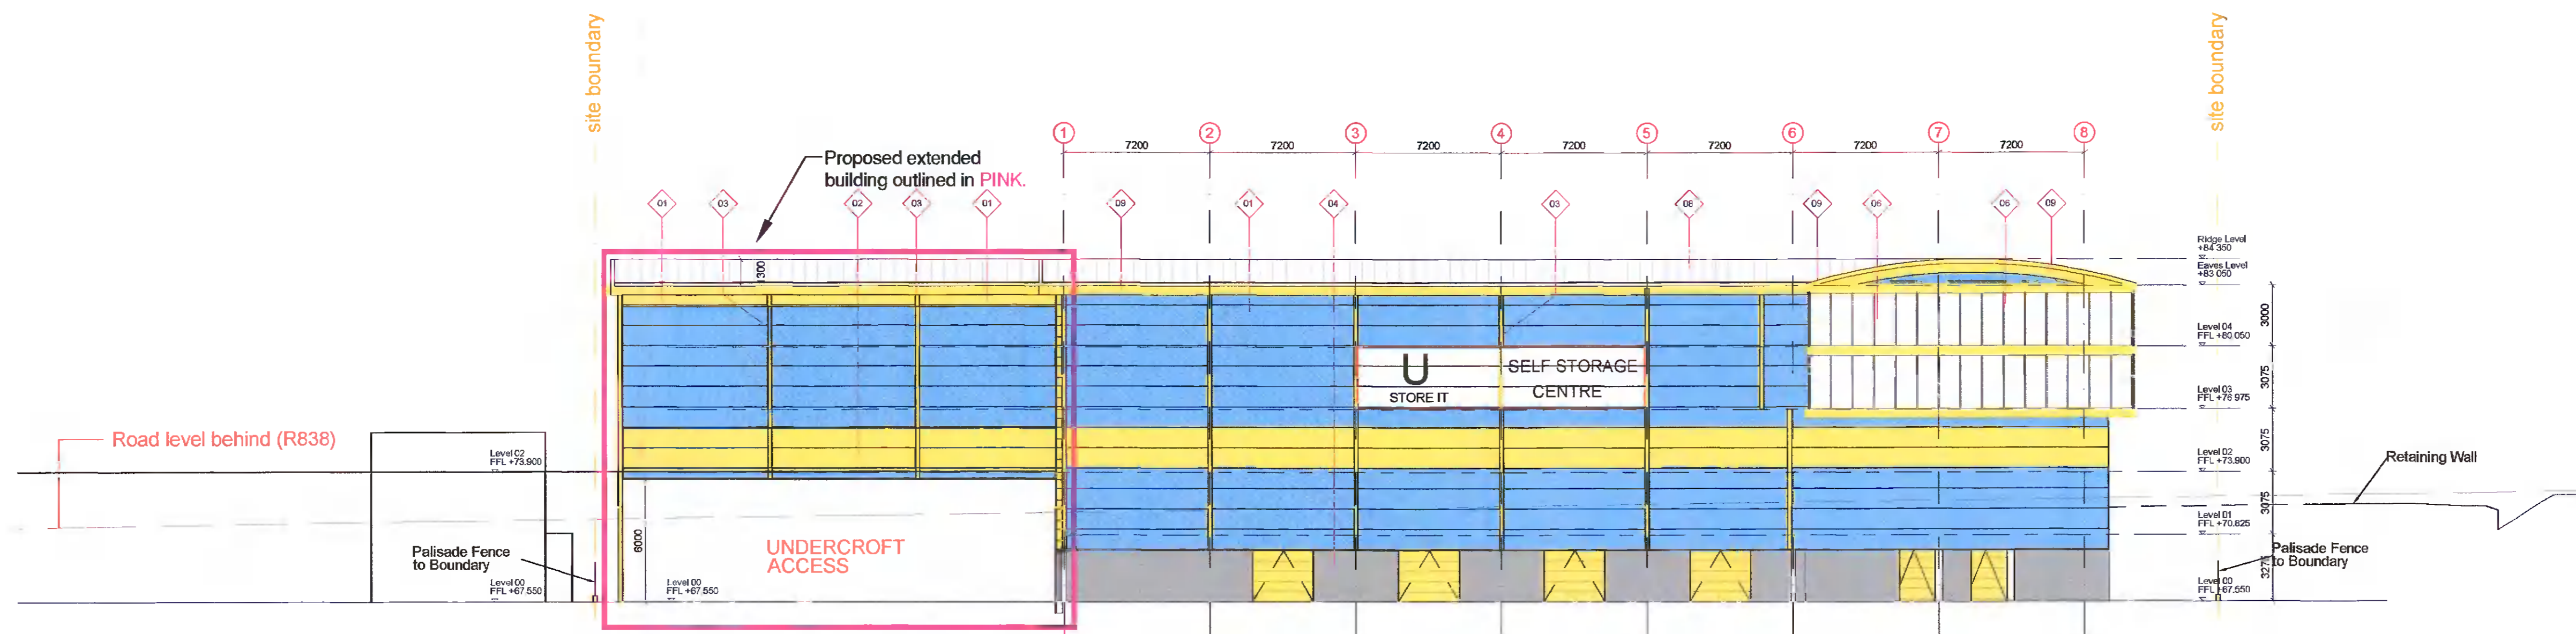 site boundary
site boundary
1 2 3 4 5 6 7 8
7200 7200 7200 7200 7200 7200 7200
Proposed extended
building outlined in PINK.
01 03 02 03 01 09 01 04 03 08 09 06 06 09
Ridge Level
+84 350
Eaves Level
+83 050
1300
3000
Level 04
FFL +80 050
U
STORE IT
SELF STORAGE
CENTRE
3075
Level 03
FFL +76 975
Road level behind (R838)
Level 02
FFL +73.900
3075
Level 02
FFL +73.900
Retaining Wall
3075
Level 01
FFL +70.825
6000
UNDERCROFT
ACCESS
Palisade Fence
to Boundary
Palisade Fence
to Boundary
3275
Level 00
FFL +67.550
Level 00
FFL +67.550
Level 00
FFL +67.550